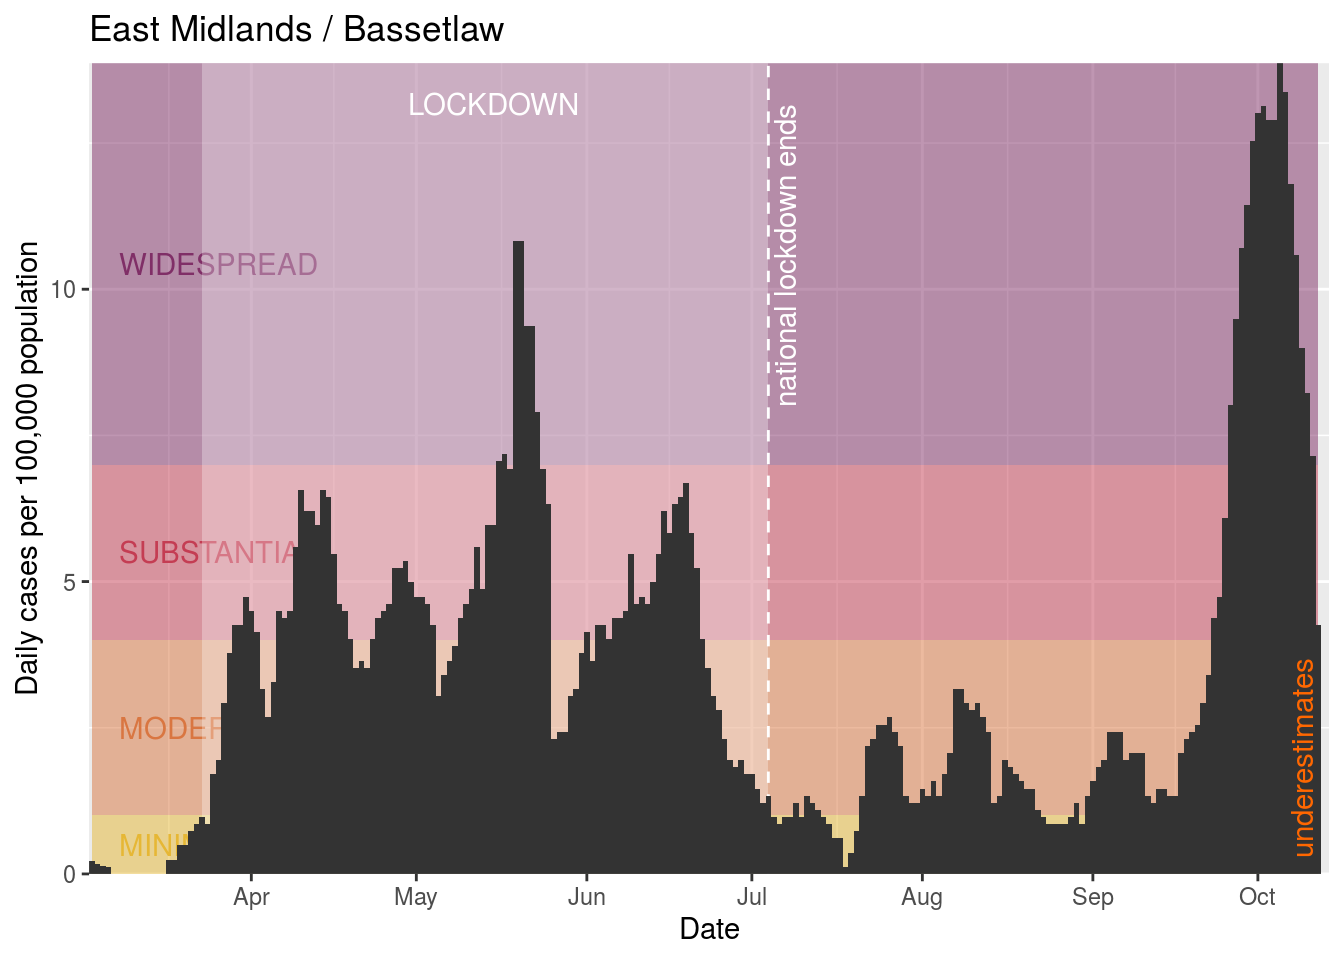 East Midlands / Bassetlaw
LOCKDOWN
national lockdown ends
WIDESPREAD
SUBSTANTIA
MODER
MINI
underestimates
Daily cases per 100,000 population
10
5
0
Apr
May
Jun
Jul
Aug
Sep
Oct
Date